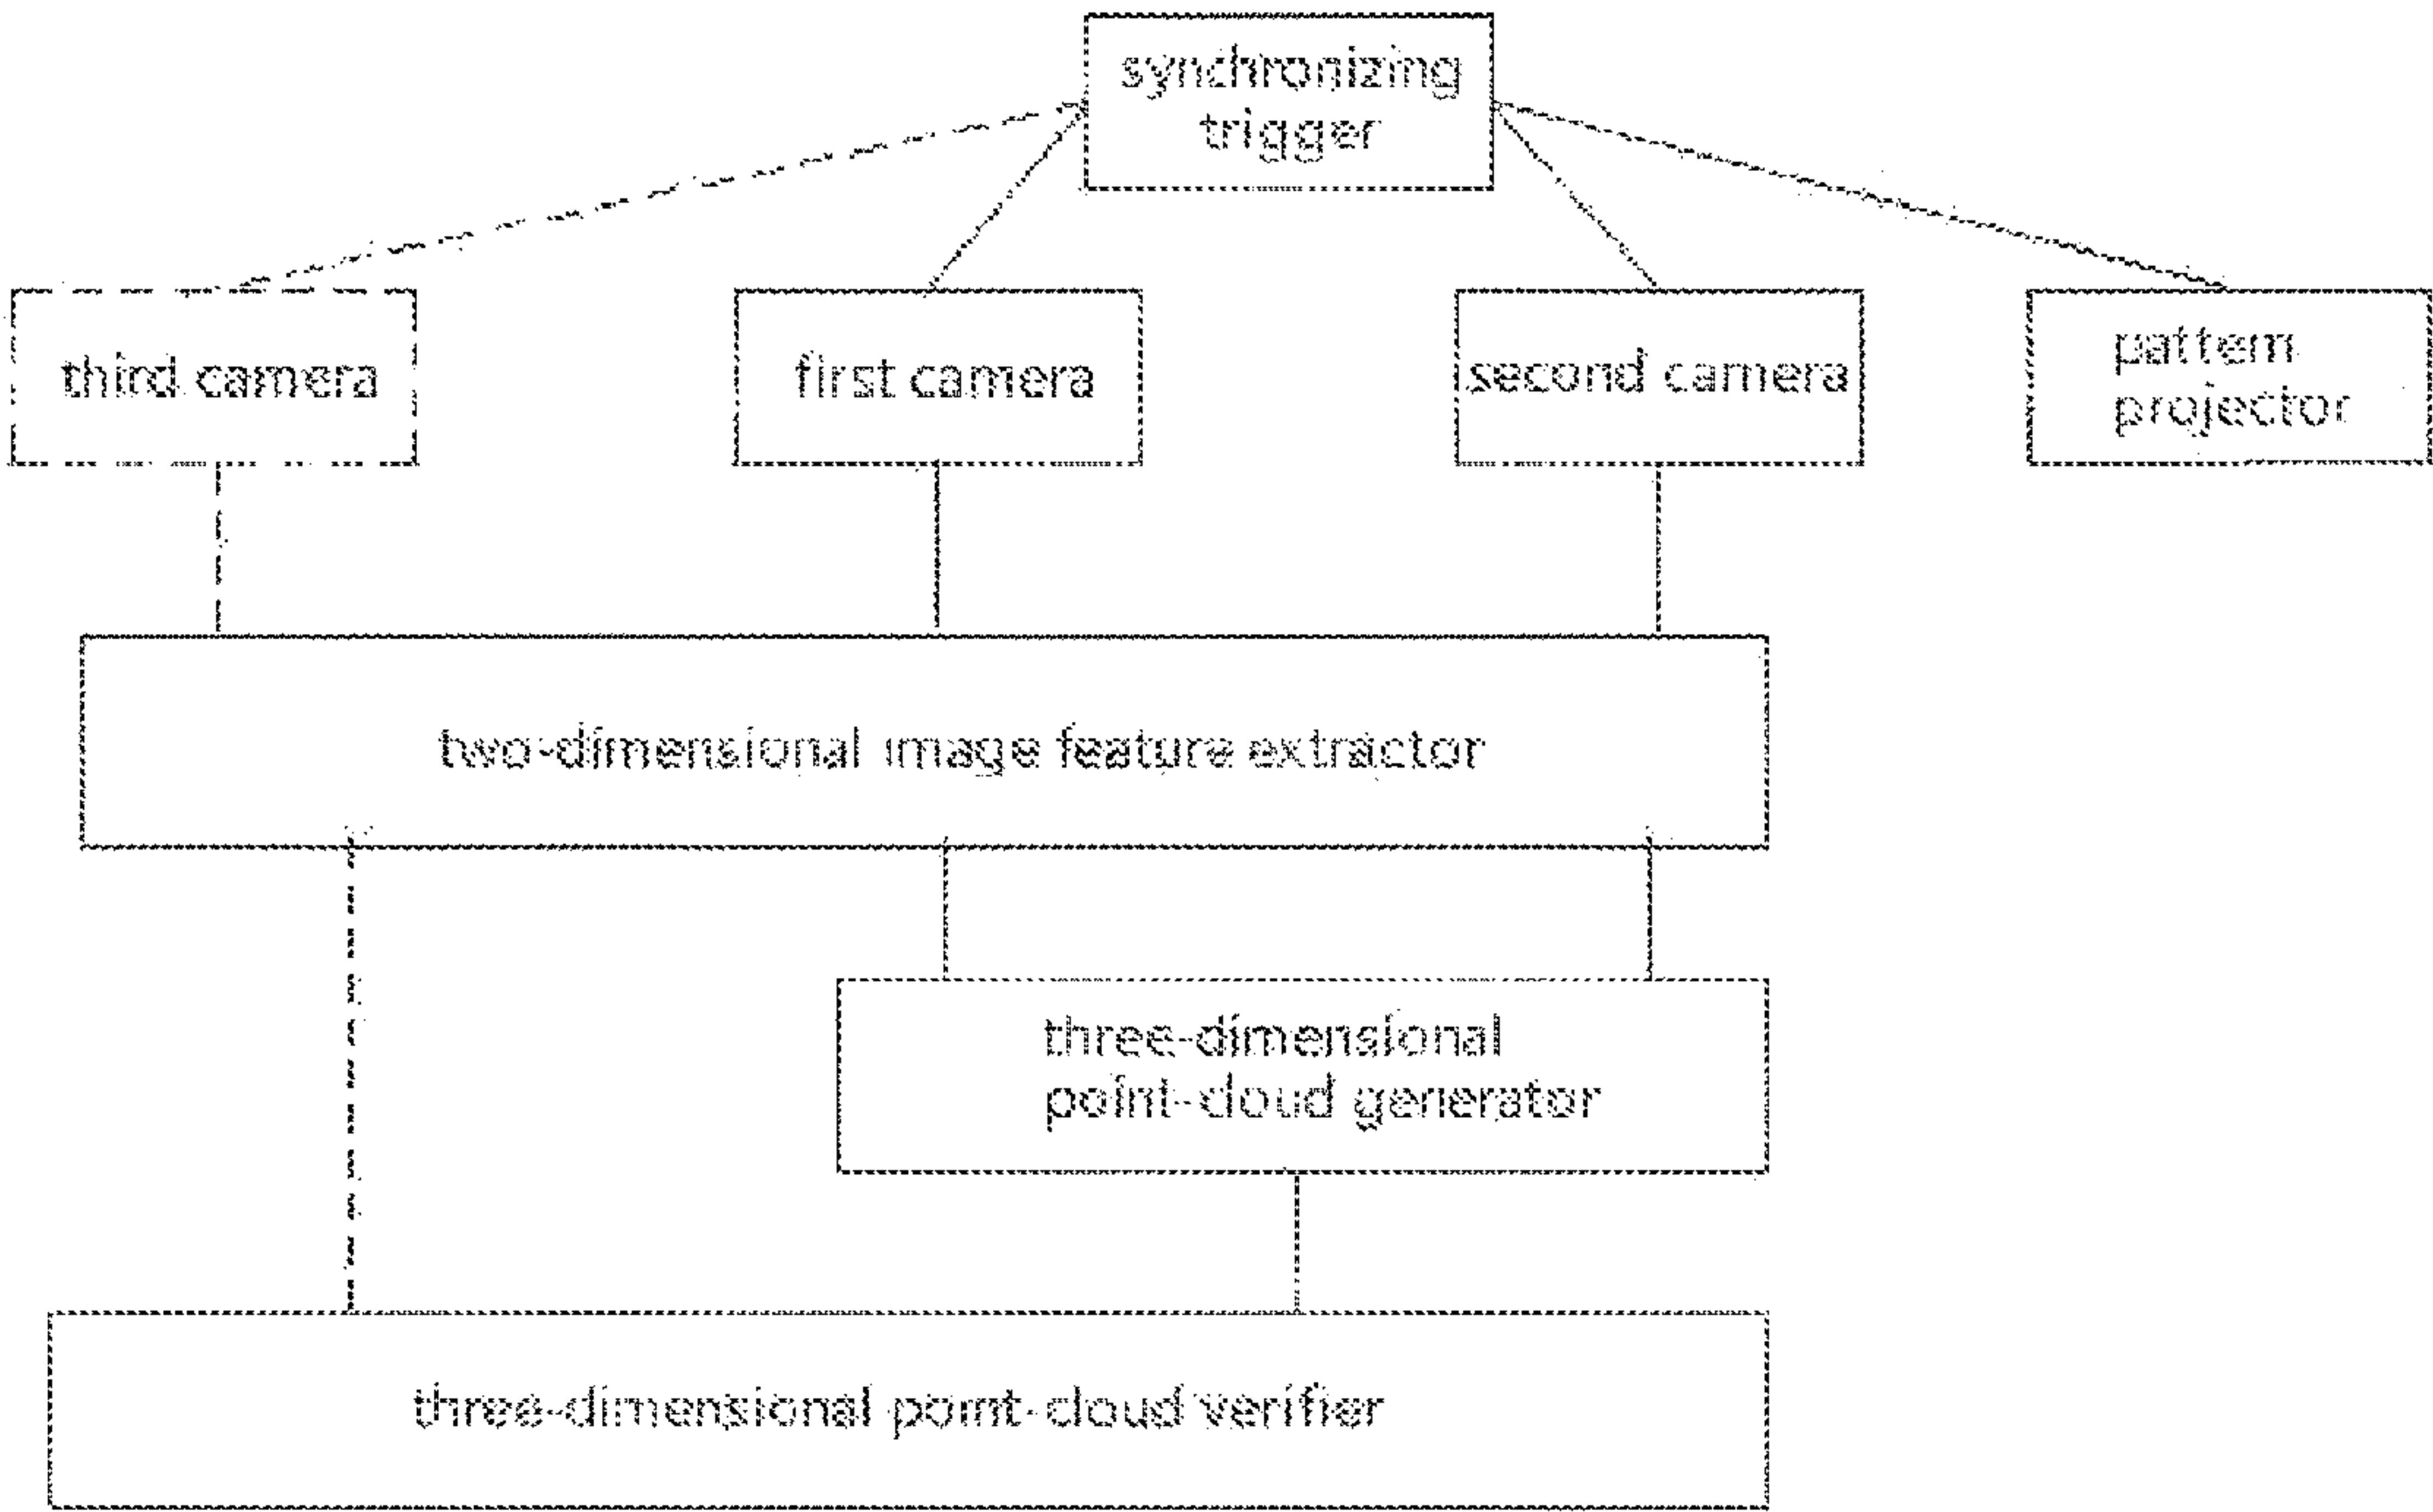 synchronizing
trigger
third camera
first camera
second camera
pattern
projector
two-dimensional image feature extractor
three-dimensional
point-cloud generator
three-dimensional point-cloud verifier